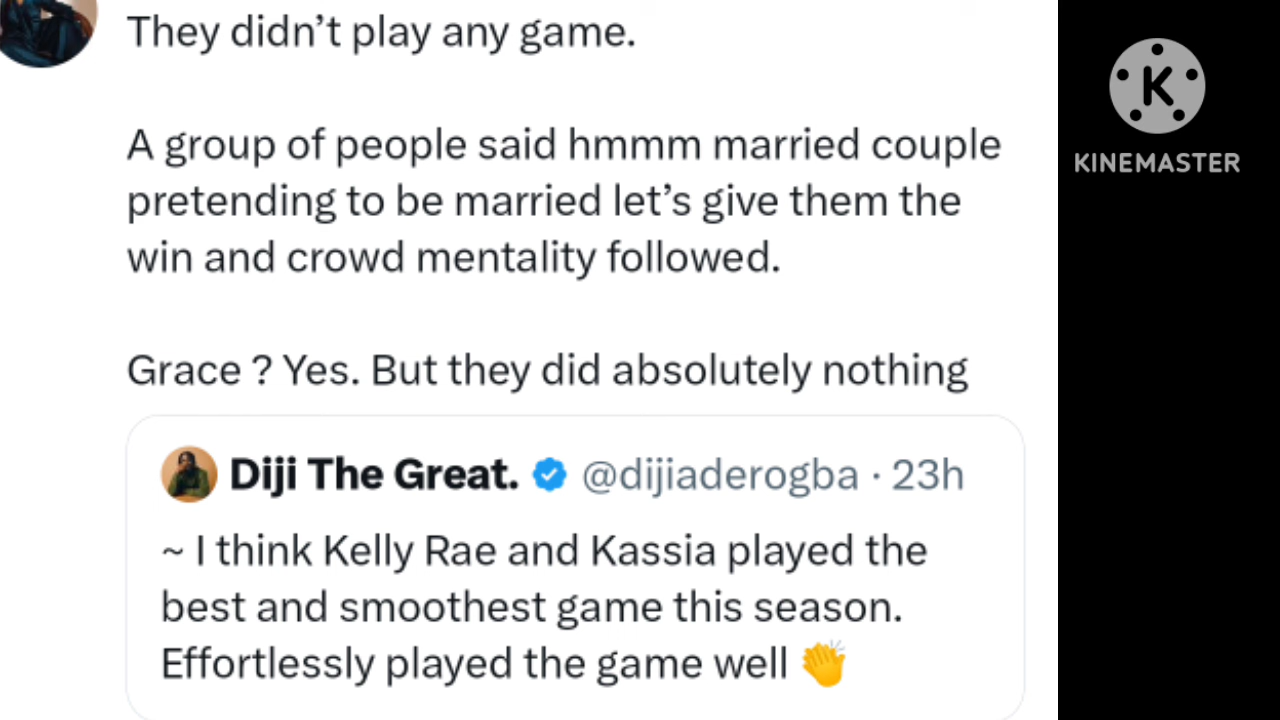 They didn’t play any game.
A group of people said hmmm married couple
pretending to be married let’s give them the
win and crowd mentality followed.
Grace ? Yes. But they did absolutely nothing
Diji The Great. @dijiaderogba · 23h
~ I think Kelly Rae and Kassia played the
best and smoothest game this season.
Effortlessly played the game well 👏
K
KINEMASTER